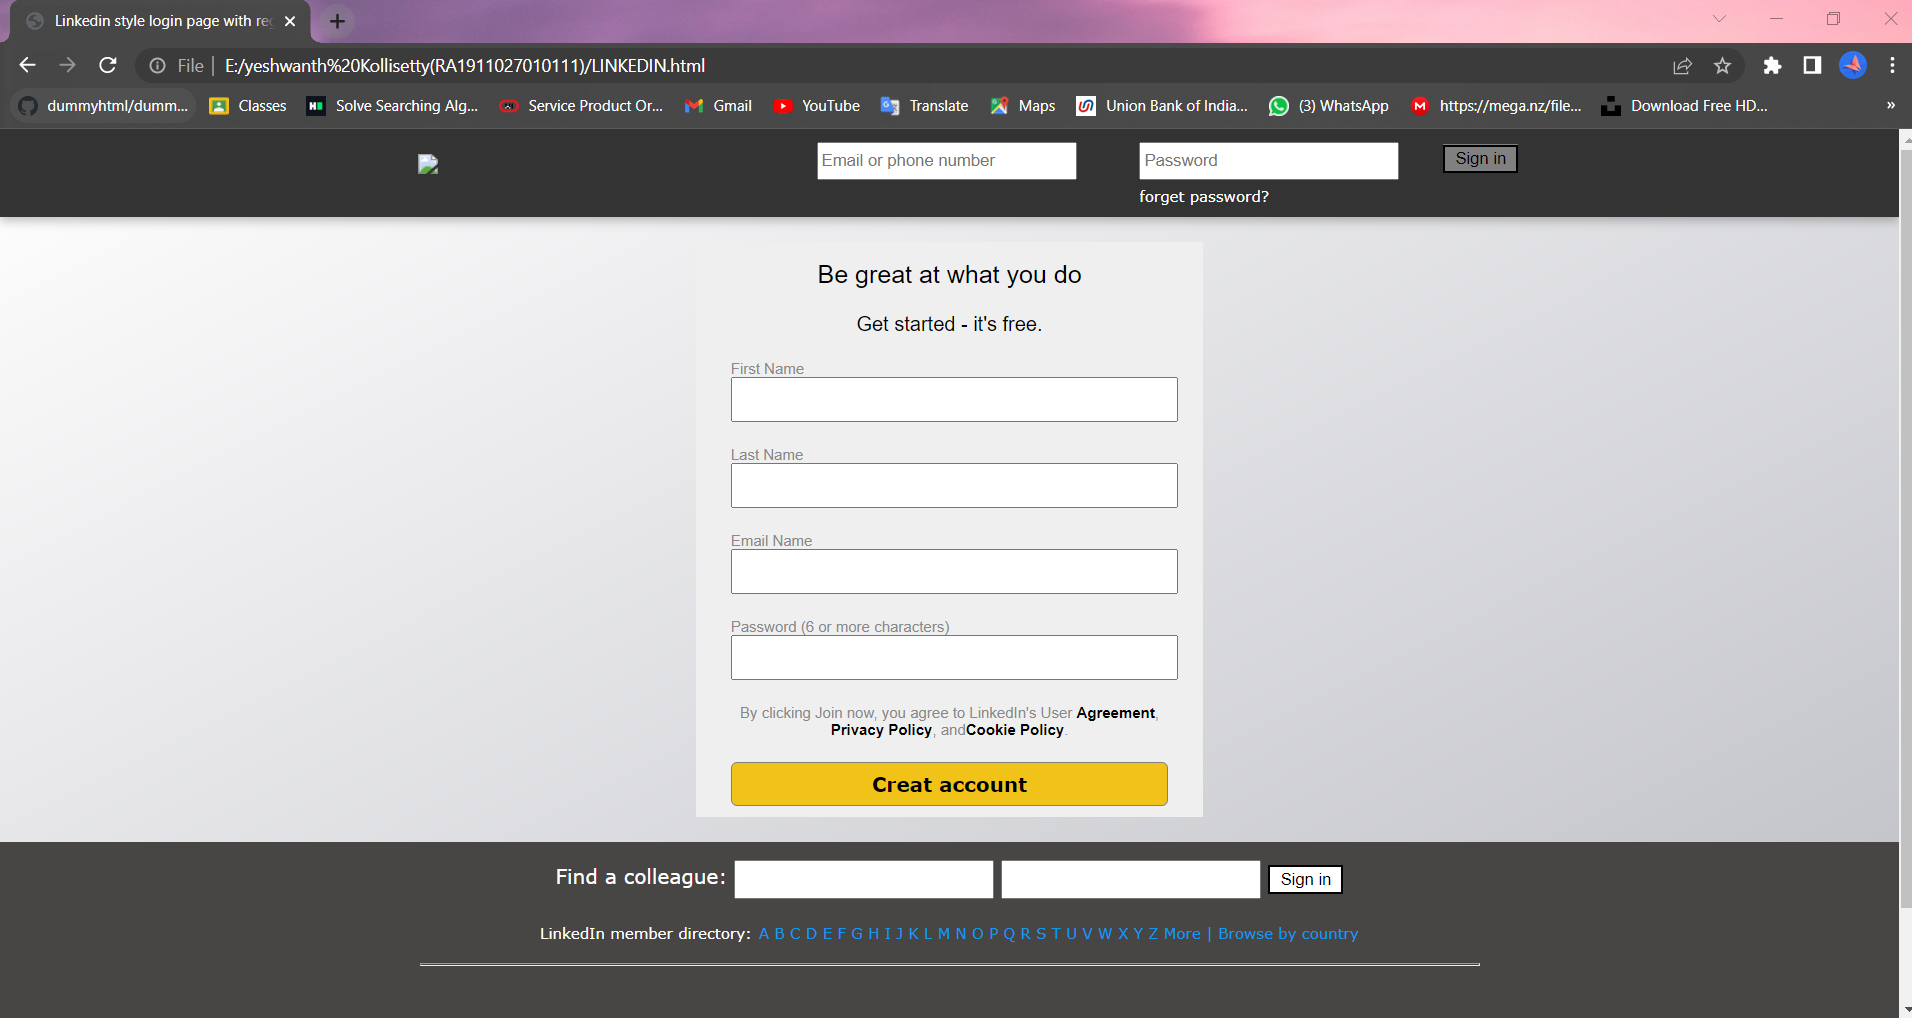 Linkedin style login page with re
File | E:/yeshwanth%20Kollisetty(RA1911027010111)/LINKEDIN.html
dummyhtml/dumm... Classes Solve Searching Alg... Service Product Or... Gmail YouTube Translate Maps Union Bank of India... (3) WhatsApp https://mega.nz/file... Download Free HD... »
Email or phone number Password Sign in
forget password?
Be great at what you do
Get started - it's free.
First Name
Last Name
Email Name
Password (6 or more characters)
By clicking Join now, you agree to LinkedIn's User Agreement,
Privacy Policy, andCookie Policy.
Creat account
Find a colleague: Sign in
LinkedIn member directory: A B C D E F G H I J K L M N O P Q R S T U V W X Y Z More | Browse by country